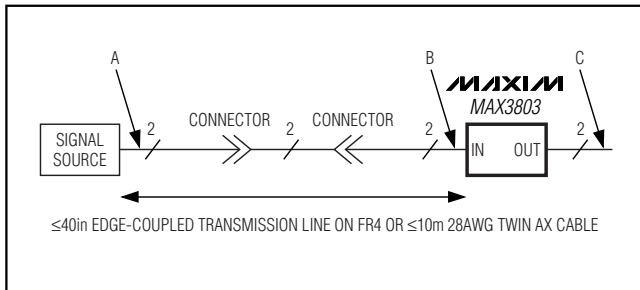 A
B
C
MAXIM
MAX3803
SIGNAL
SOURCE
2
CONNECTOR
2
CONNECTOR
2
IN
OUT
2
≤40in EDGE-COUPLED TRANSMISSION LINE ON FR4 OR ≤10m 28AWG TWIN AX CABLE